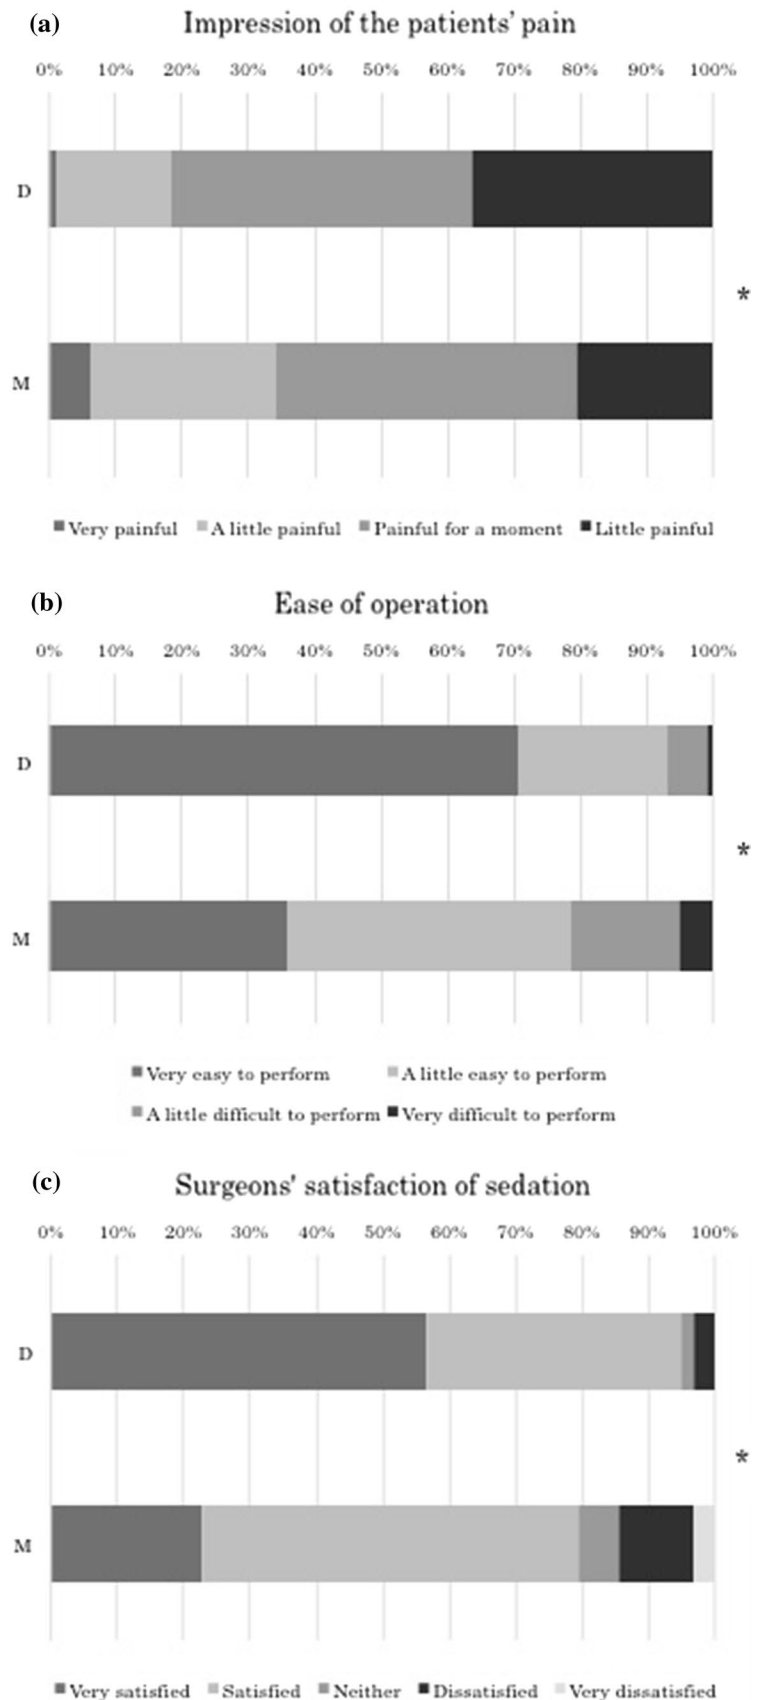 (a) Impression of the patients' pain
0% 10% 20% 30% 40% 50% 60% 70% 80% 90% 100%
D
*
M
Very painful A little painful Painful for a moment Little painful
(b) Ease of operation
0% 10% 20% 30% 40% 50% 60% 70% 80% 90% 100%
D
*
M
Very easy to perform A little easy to perform
A little difficult to perform Very difficult to perform
(c) Surgeons' satisfaction of sedation
0% 10% 20% 30% 40% 50% 60% 70% 80% 90% 100%
D
*
M
Very satisfied Satisfied Neither Dissatisfied Very dissatisfied